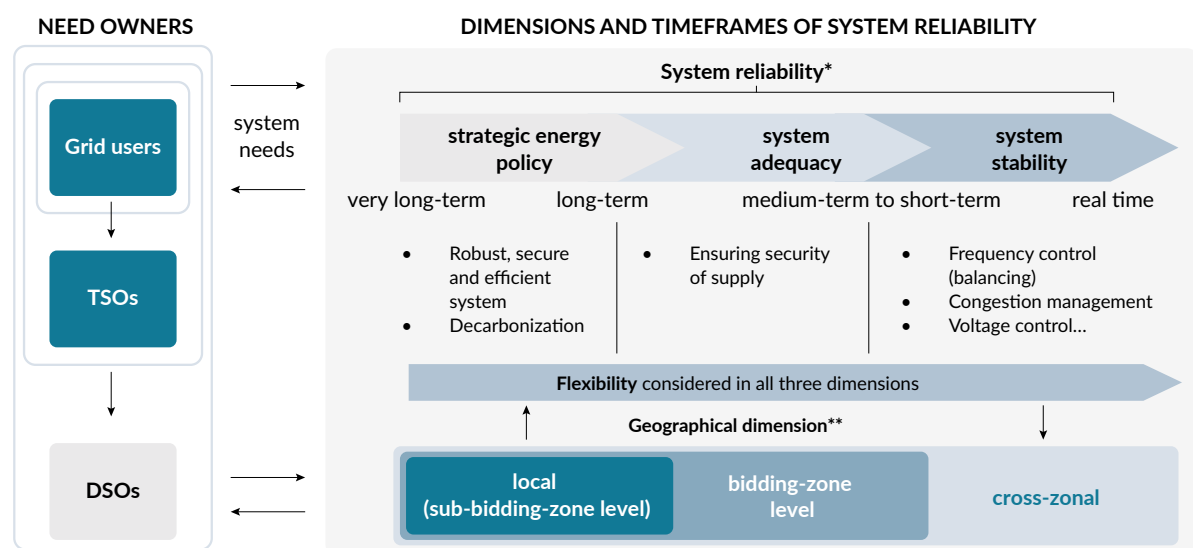 NEED OWNERS
Grid users
TSOs
DSOs
system
needs
DIMENSIONS AND TIMEFRAMES OF SYSTEM RELIABILITY
System reliability*
strategic energy
policy
system
adequacy
system
stability
very long-term
long-term
medium-term to short-term
real time
• Robust, secure
and efficient
system
• Decarbonization
• Ensuring security
of supply
• Frequency control
(balancing)
• Congestion management
• Voltage control...
Flexibility considered in all three dimensions
Geographical dimension**
local
(sub-bidding-zone level)
bidding-zone
level
cross-zonal